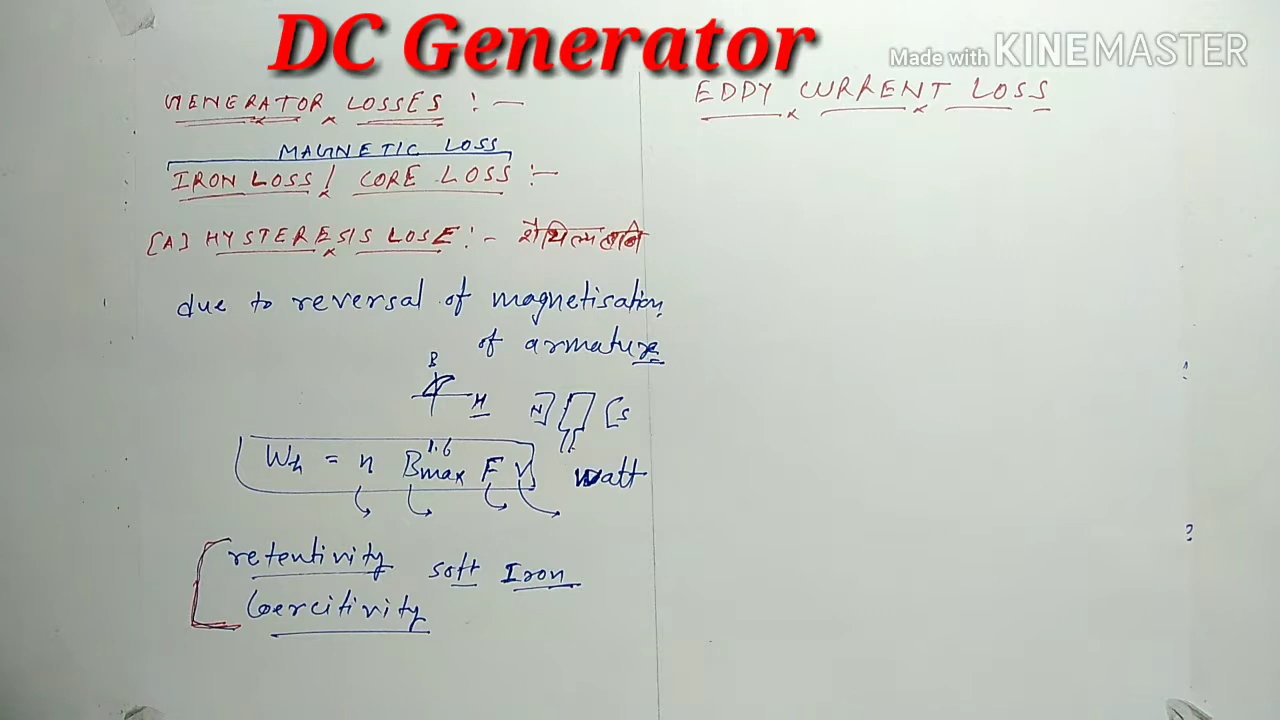 DC Generator
Made with KINEMASTER
GENERATOR LOSSES :-
MAGNETIC LOSS
IRON LOSS / CORE LOSS :-
[A] HYSTERESIS LOSE :- शैथिल्य हानि
due to reversal of magnetisation
of armature
B
H
N S
Wh = n Bmax^1.6 F V watt
retentivity soft Iron
Coercitivity
EDDY CURRENT LOSS